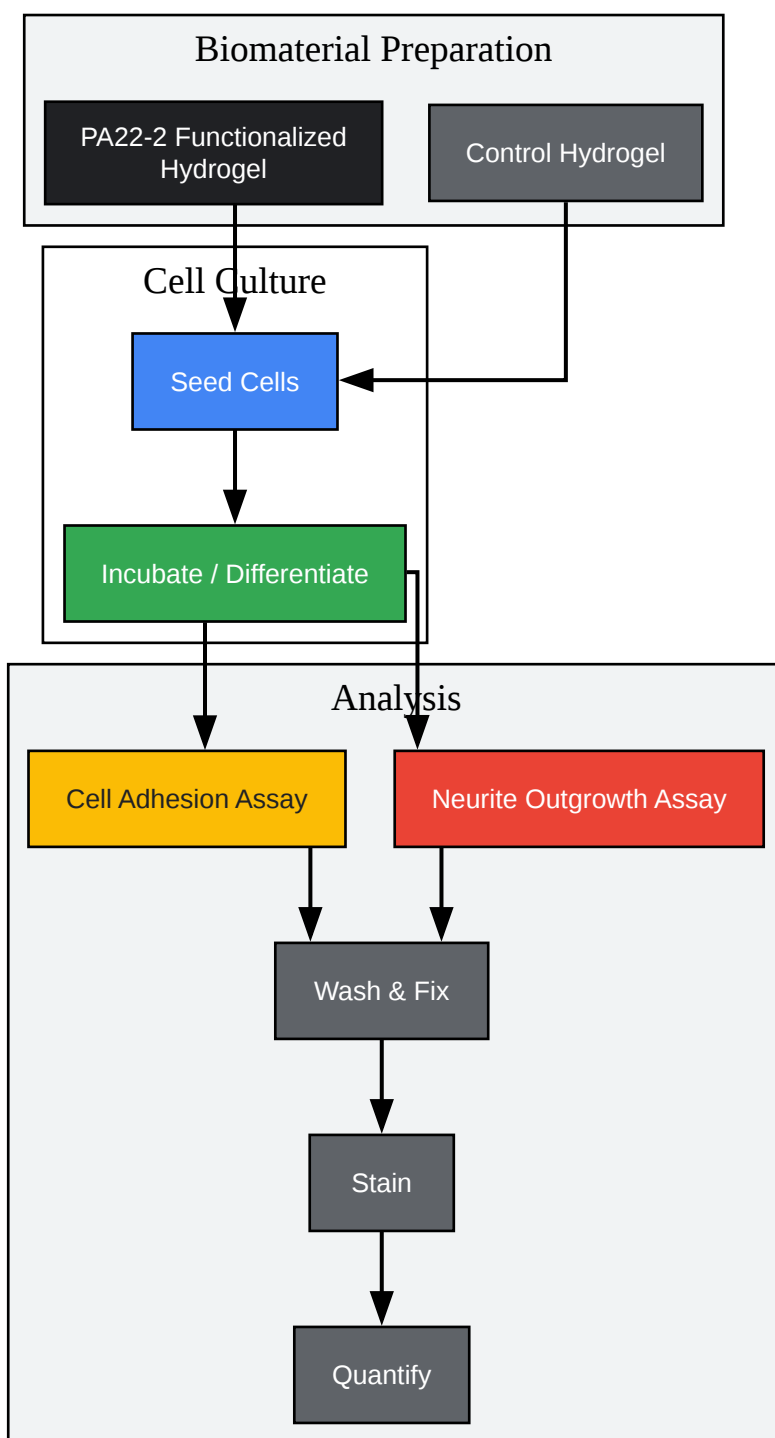 Biomaterial Preparation
PA22-2 Functionalized
Hydrogel
Control Hydrogel
Cell Culture
Seed Cells
Incubate / Differentiate
Analysis
Cell Adhesion Assay
Neurite Outgrowth Assay
Wash & Fix
Stain
Quantify